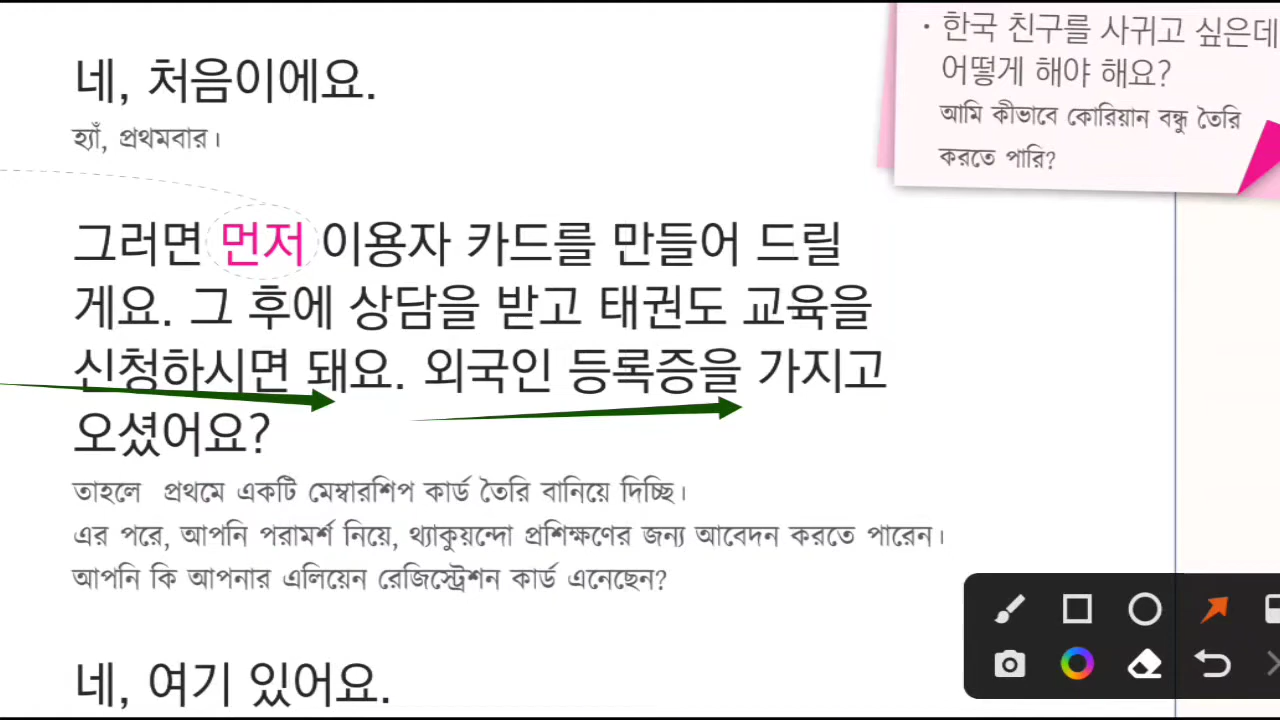 네, 처음이에요.
হ্যাঁ, প্রথমবার।
그러면 먼저 이용자 카드를 만들어 드릴
게요. 그 후에 상담을 받고 태권도 교육을
신청하시면 돼요. 외국인 등록증을 가지고
오셨어요?
তাহলে প্রথমে একটি মেম্বারশিপ কার্ড তৈরি বানিয়ে দিচ্ছি।
এর পরে, আপনি পরামর্শ নিয়ে, থ্যাকুয়ন্দো প্রশিক্ষণের জন্য আবেদন করতে পারেন।
আপনি কি আপনার এলিয়েন রেজিস্ট্রেশন কার্ড এনেছেন?
네, 여기 있어요.
· 한국 친구를 사귀고 싶은데
어떻게 해야 해요?
আমি কীভাবে কোরিয়ান বন্ধু তৈরি
করতে পারি?